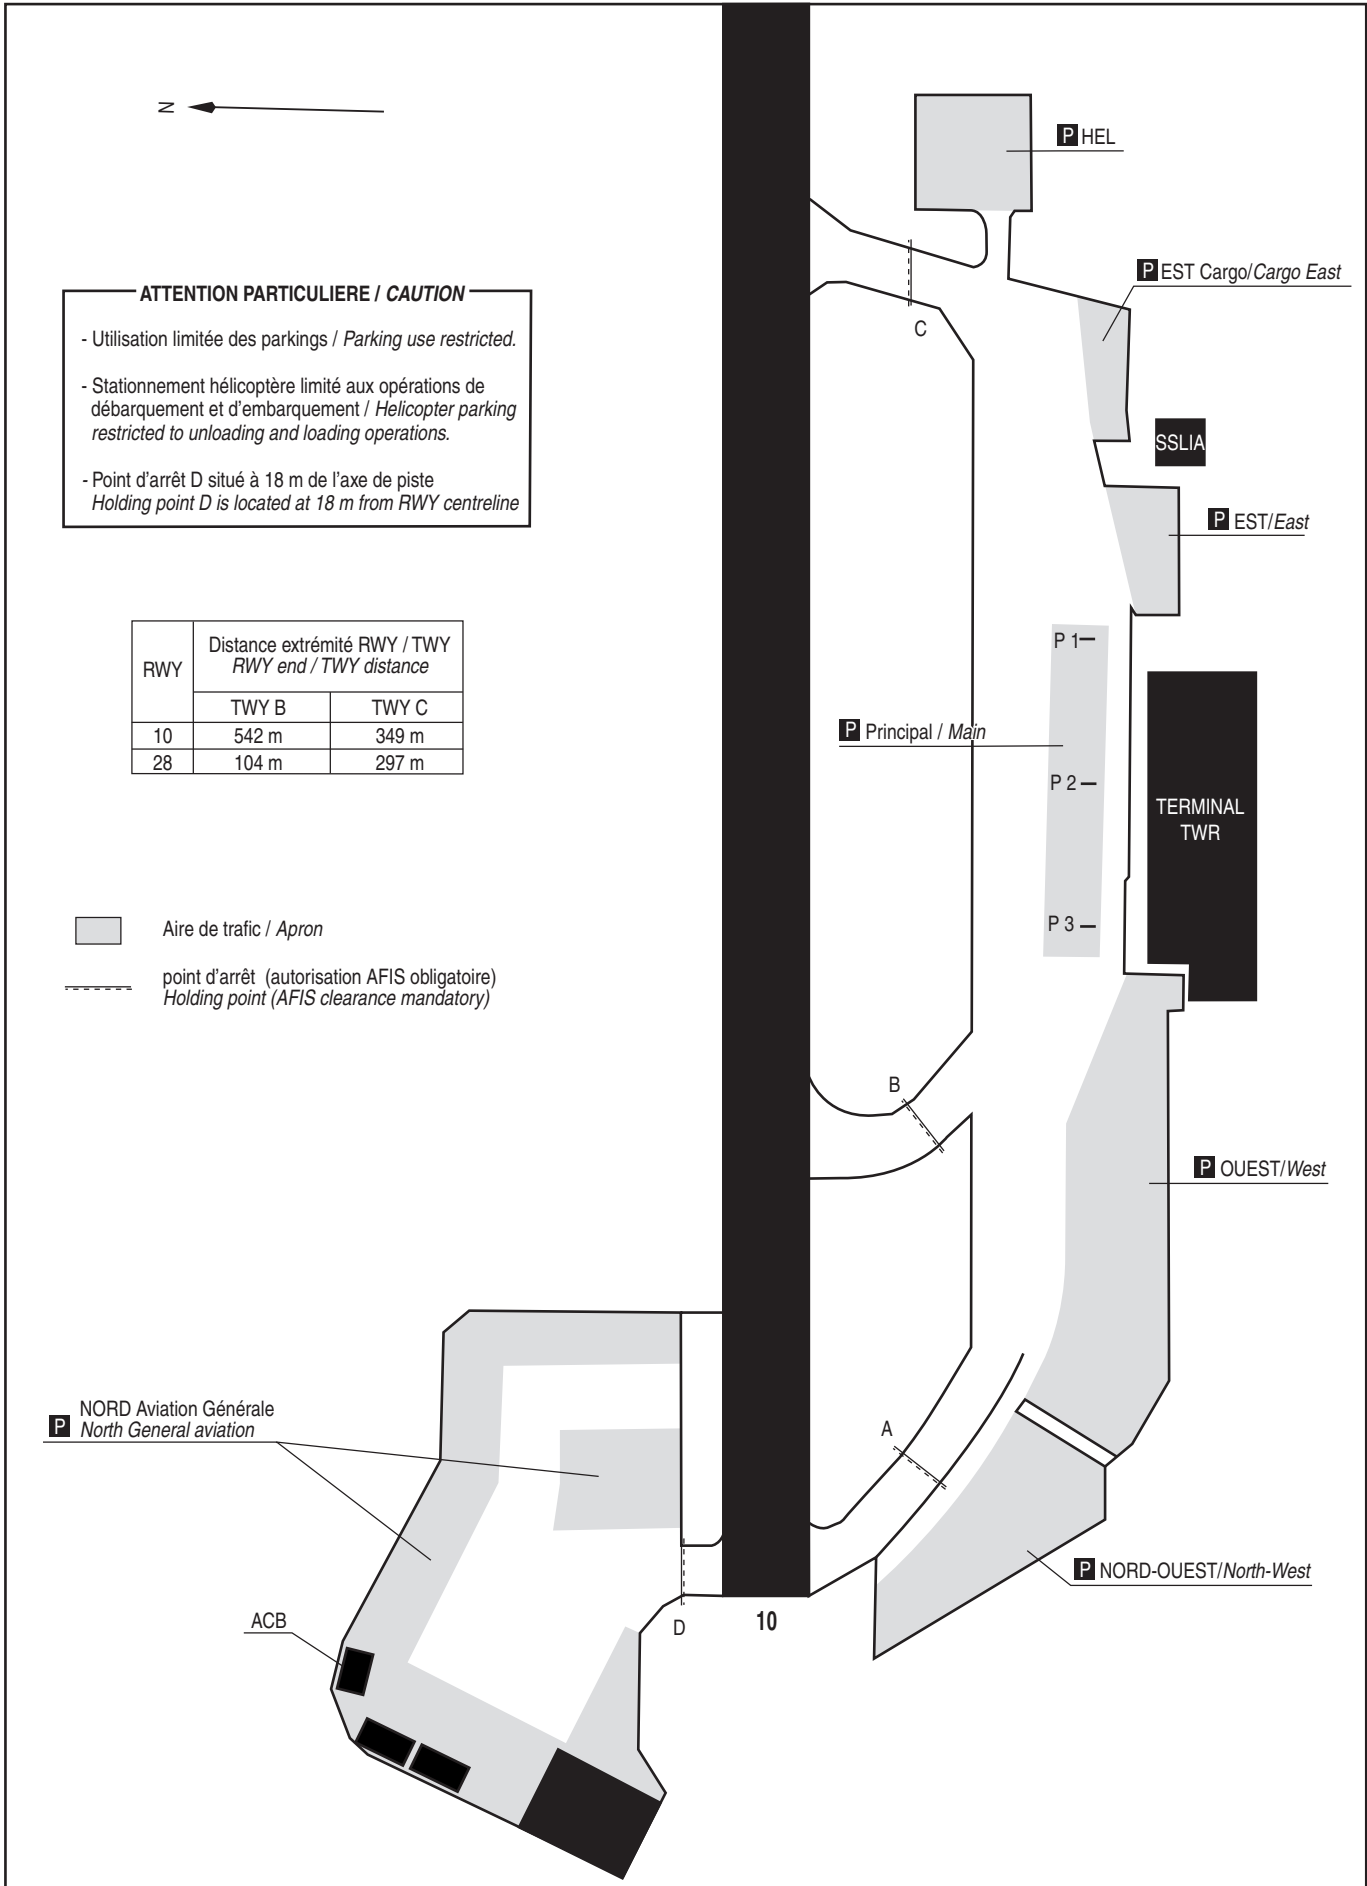 N
P HEL
P EST Cargo/Cargo East
C
ATTENTION PARTICULIERE / CAUTION
- Utilisation limitée des parkings / Parking use restricted.
- Stationnement hélicoptère limité aux opérations de
débarquement et d'embarquement / Helicopter parking
restricted to unloading and loading operations.
- Point d'arrêt D situé à 18 m de l'axe de piste
Holding point D is located at 18 m from RWY centreline
SSLIA
P EST/East
RWY
Distance extrémité RWY / TWY
RWY end / TWY distance
TWY B TWY C
10 542 m 349 m
28 104 m 297 m
P 1
P Principal / Main
P 2
TERMINAL
TWR
P 3
Aire de trafic / Apron
point d'arrêt (autorisation AFIS obligatoire)
Holding point (AFIS clearance mandatory)
B
P OUEST/West
P NORD Aviation Générale
North General aviation
A
P NORD-OUEST/North-West
ACB
D
10